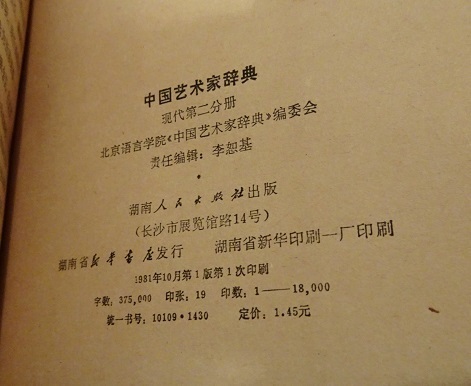 中国艺术家辞典
现代第二分册
北京语言学院《中国艺术家辞典》编委会
责任编辑：李恕基
湖南人民出版社出版
（长沙市展览馆路14号）
湖南省新华书店发行 湖南省新华印刷一厂印刷
1981年10月第1版第1次印刷
字数：375,000 印张：19 印数：1——18,000
统一书号：10109·1430 定价：1.45元